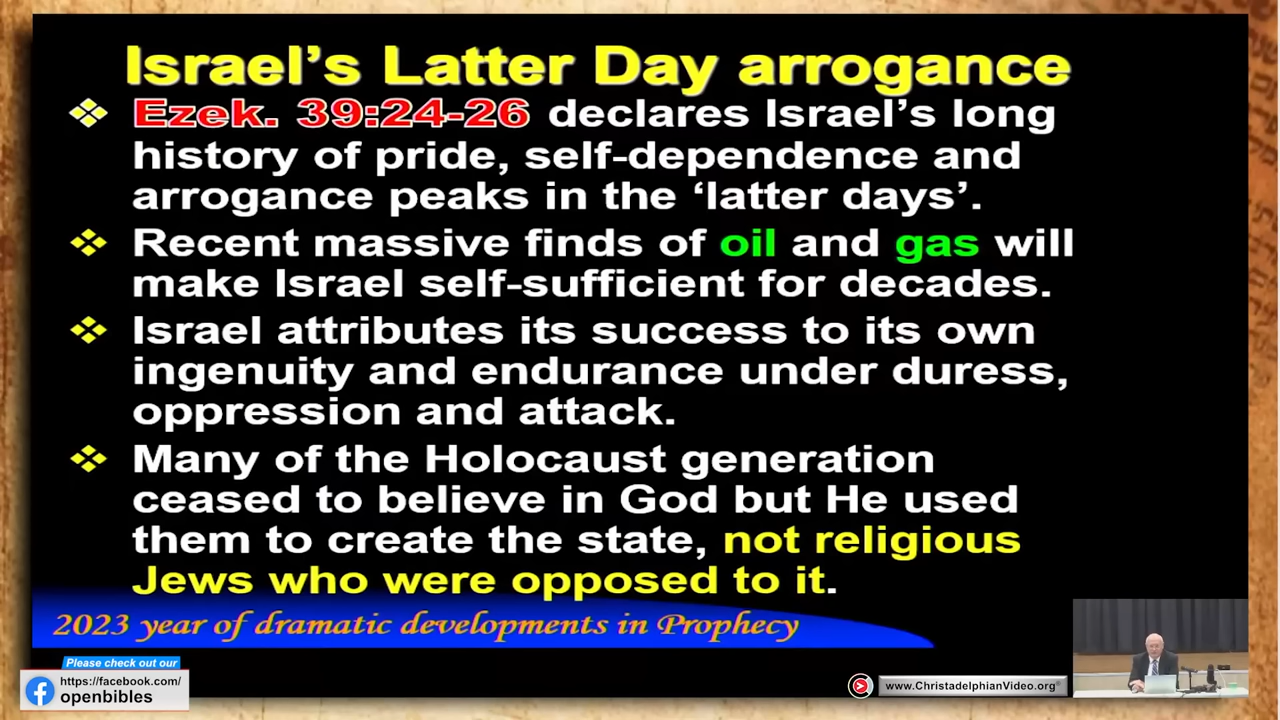 Israel's Latter Day arrogance
Ezek. 39:24-26 declares Israel's long
history of pride, self-dependence and
arrogance peaks in the 'latter days'.
Recent massive finds of oil and gas will
make Israel self-sufficient for decades.
Israel attributes its success to its own
ingenuity and endurance under duress,
oppression and attack.
Many of the Holocaust generation
ceased to believe in God but He used
them to create the state, not religious
Jews who were opposed to it.
2023 year of dramatic developments in Prophecy
Please check out our
https://facebook.com/
openbibles
www.ChristadelphianVideo.org